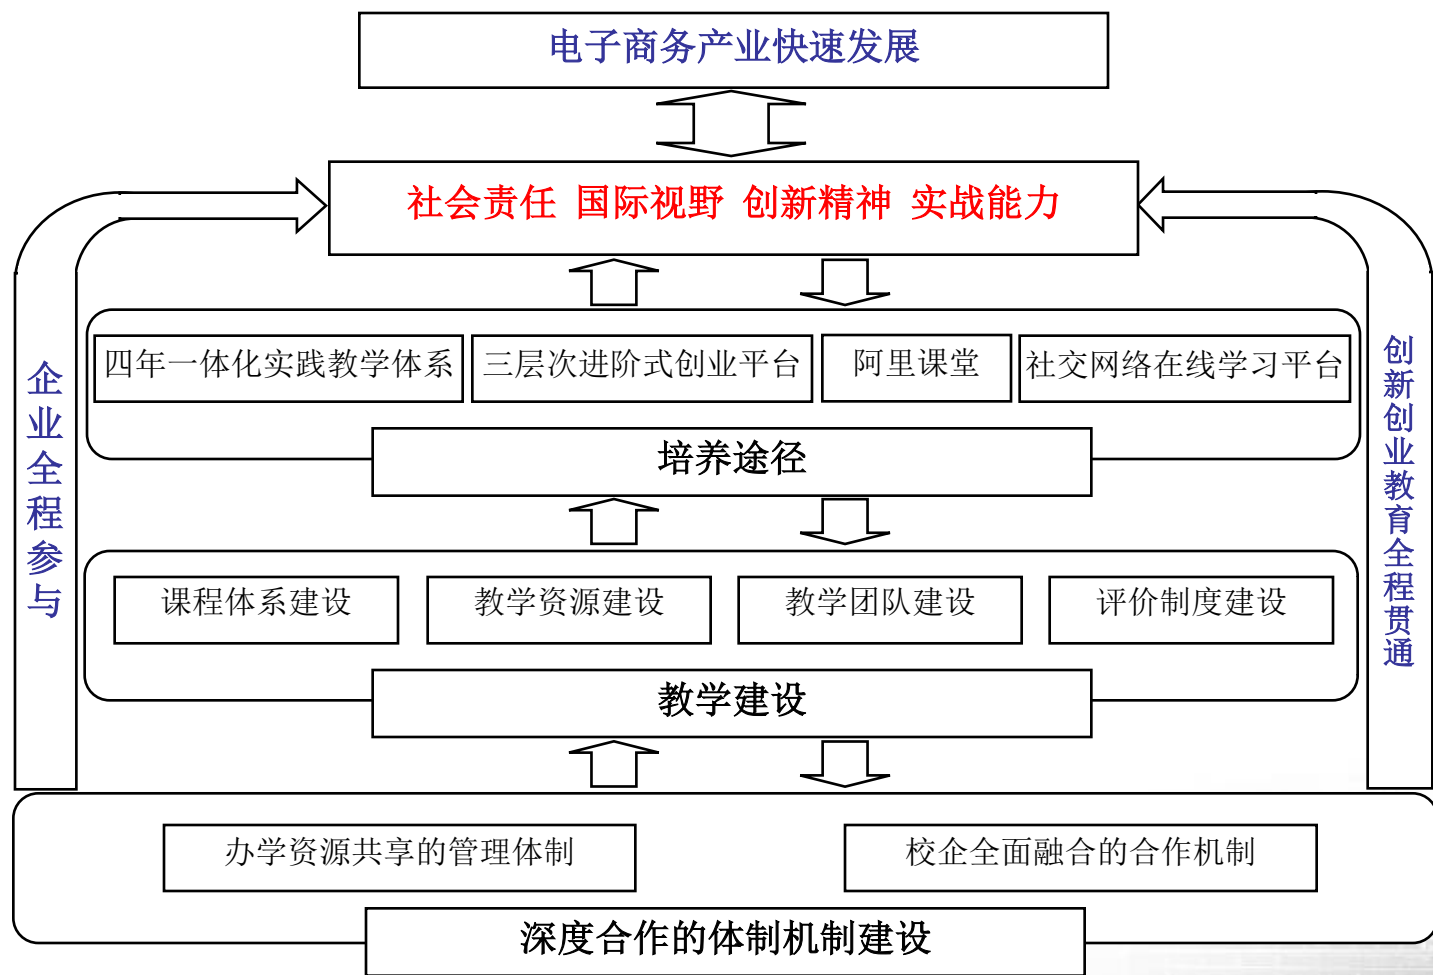 电子商务产业快速发展
社会责任 国际视野 创新精神 实战能力
企业全程参与
创新创业教育全程贯通
四年一体化实践教学体系
三层次进阶式创业平台
阿里课堂
社交网络在线学习平台
培养途径
课程体系建设
教学资源建设
教学团队建设
评价制度建设
教学建设
办学资源共享的管理体制
校企全面融合的合作机制
深度合作的体制机制建设